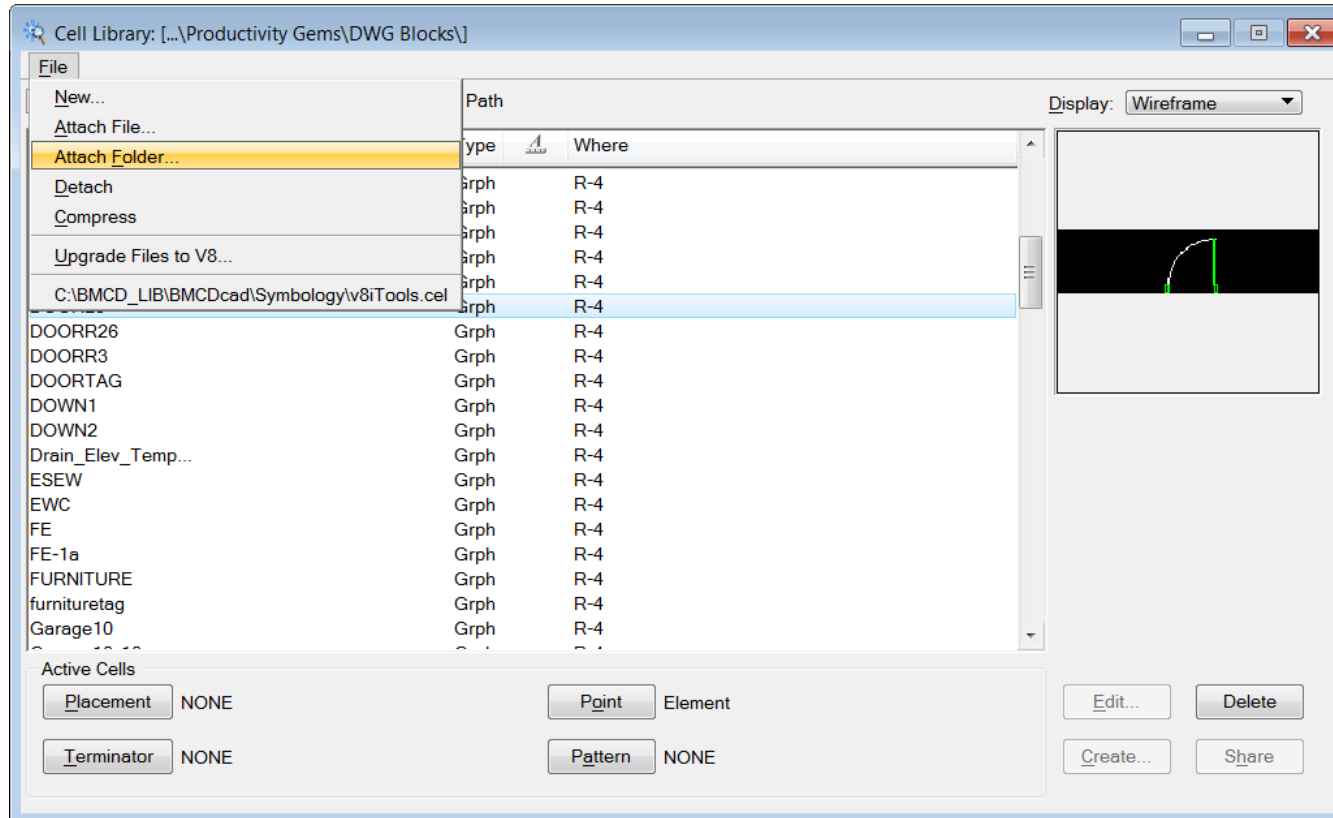 Cell Library: [...\Productivity Gems\DWG Blocks\]
File
New...
Attach File...
Attach Folder...
Detach
Compress
Upgrade Files to V8...
C:\BMCD_LIB\BMCDcad\Symbology\v8iTools.cel
Path
Display: Wireframe
ype Where
Grph R-4
Grph R-4
Grph R-4
Grph R-4
Grph R-4
Grph R-4
DOORR26 Grph R-4
DOORR3 Grph R-4
DOORTAG Grph R-4
DOWN1 Grph R-4
DOWN2 Grph R-4
Drain_Elev_Temp... Grph R-4
ESEW Grph R-4
EWC Grph R-4
FE Grph R-4
FE-1a Grph R-4
FURNITURE Grph R-4
furnituretag Grph R-4
Garage10 Grph R-4
Active Cells
Placement NONE Point Element Edit... Delete
Terminator NONE Pattern NONE Create... Share